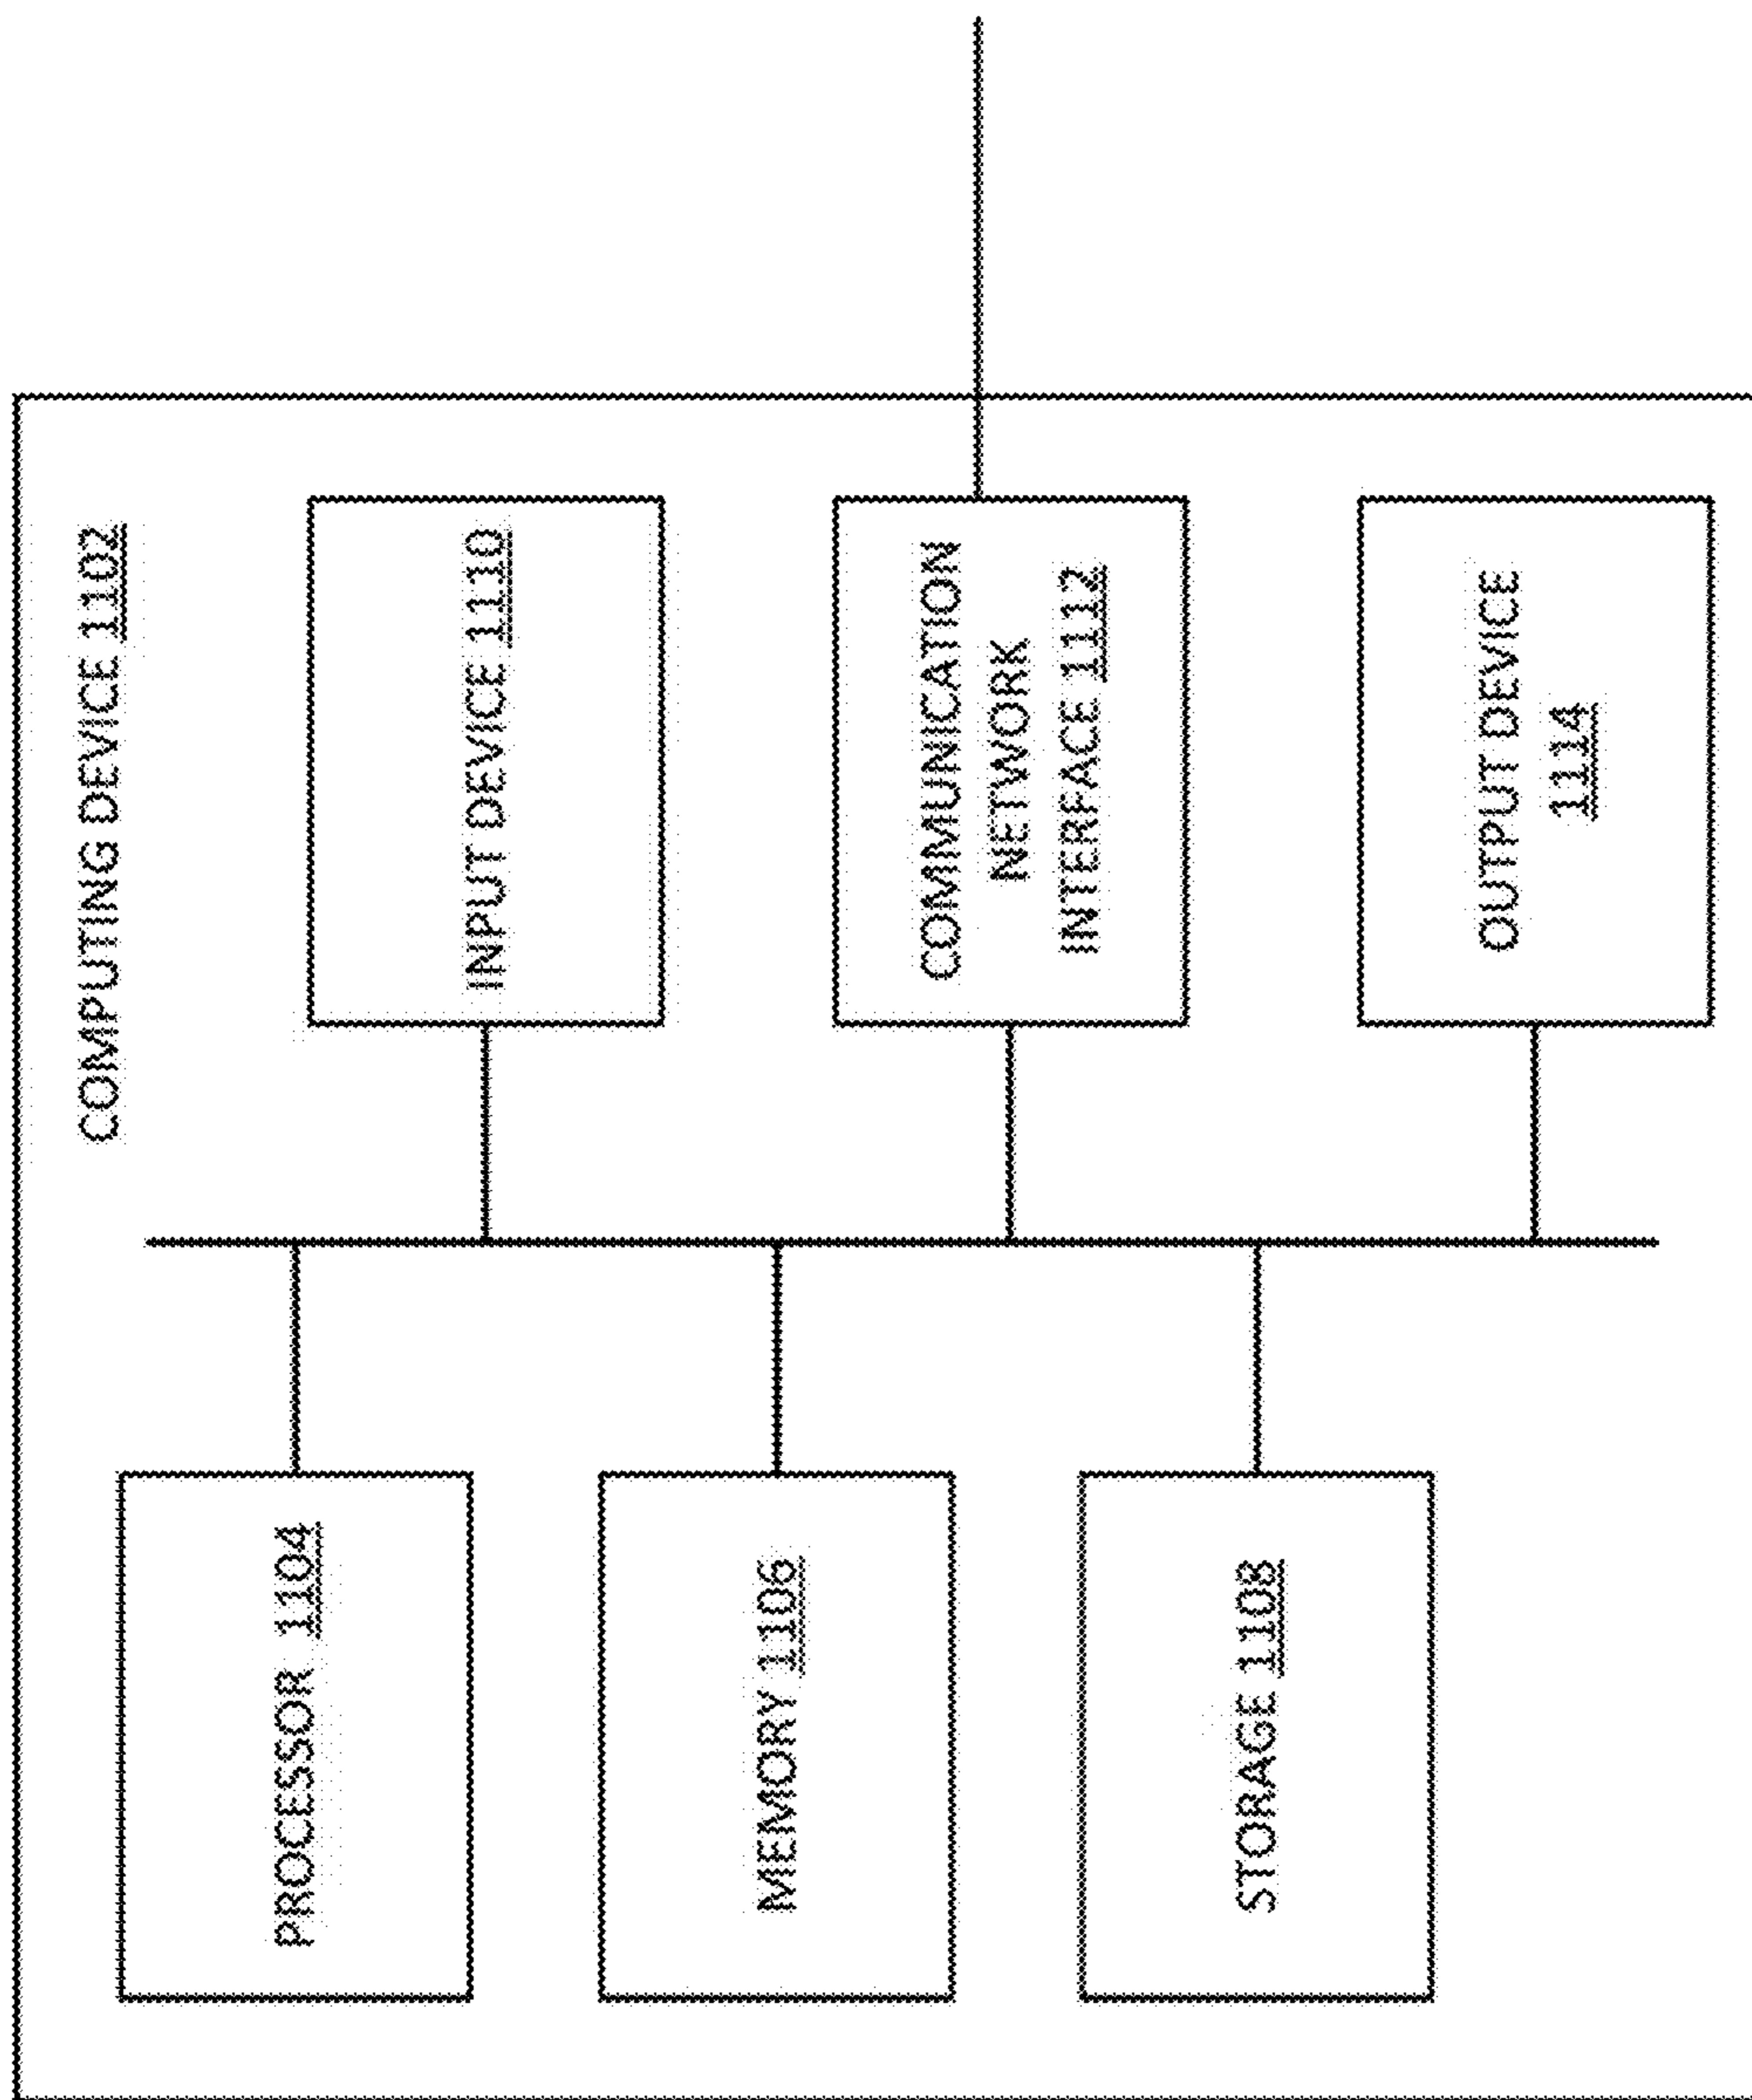 COMPUTING DEVICE 1102
PROCESSOR 1104
INPUT DEVICE 1110
MEMORY 1106
COMMUNICATION
NETWORK
INTERFACE 1112
STORAGE 1108
OUTPUT DEVICE
1114